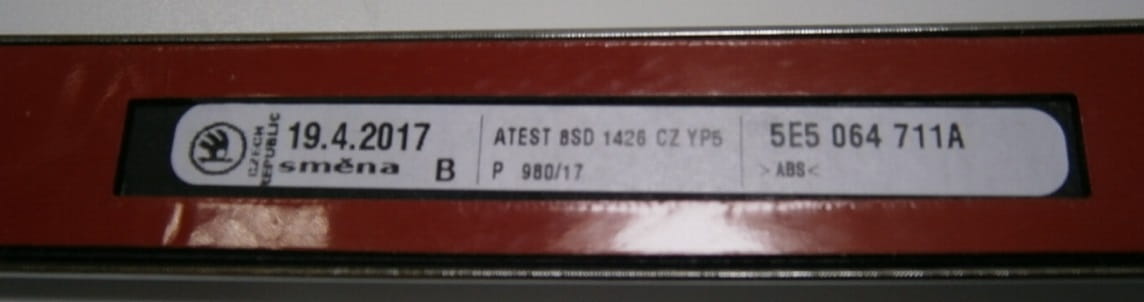 CZECH
REPUBLIC
19.4.2017
směna B
ATEST 8SD 1426 CZ YP5
P 980/17
5E5 064 711A
>ABS<